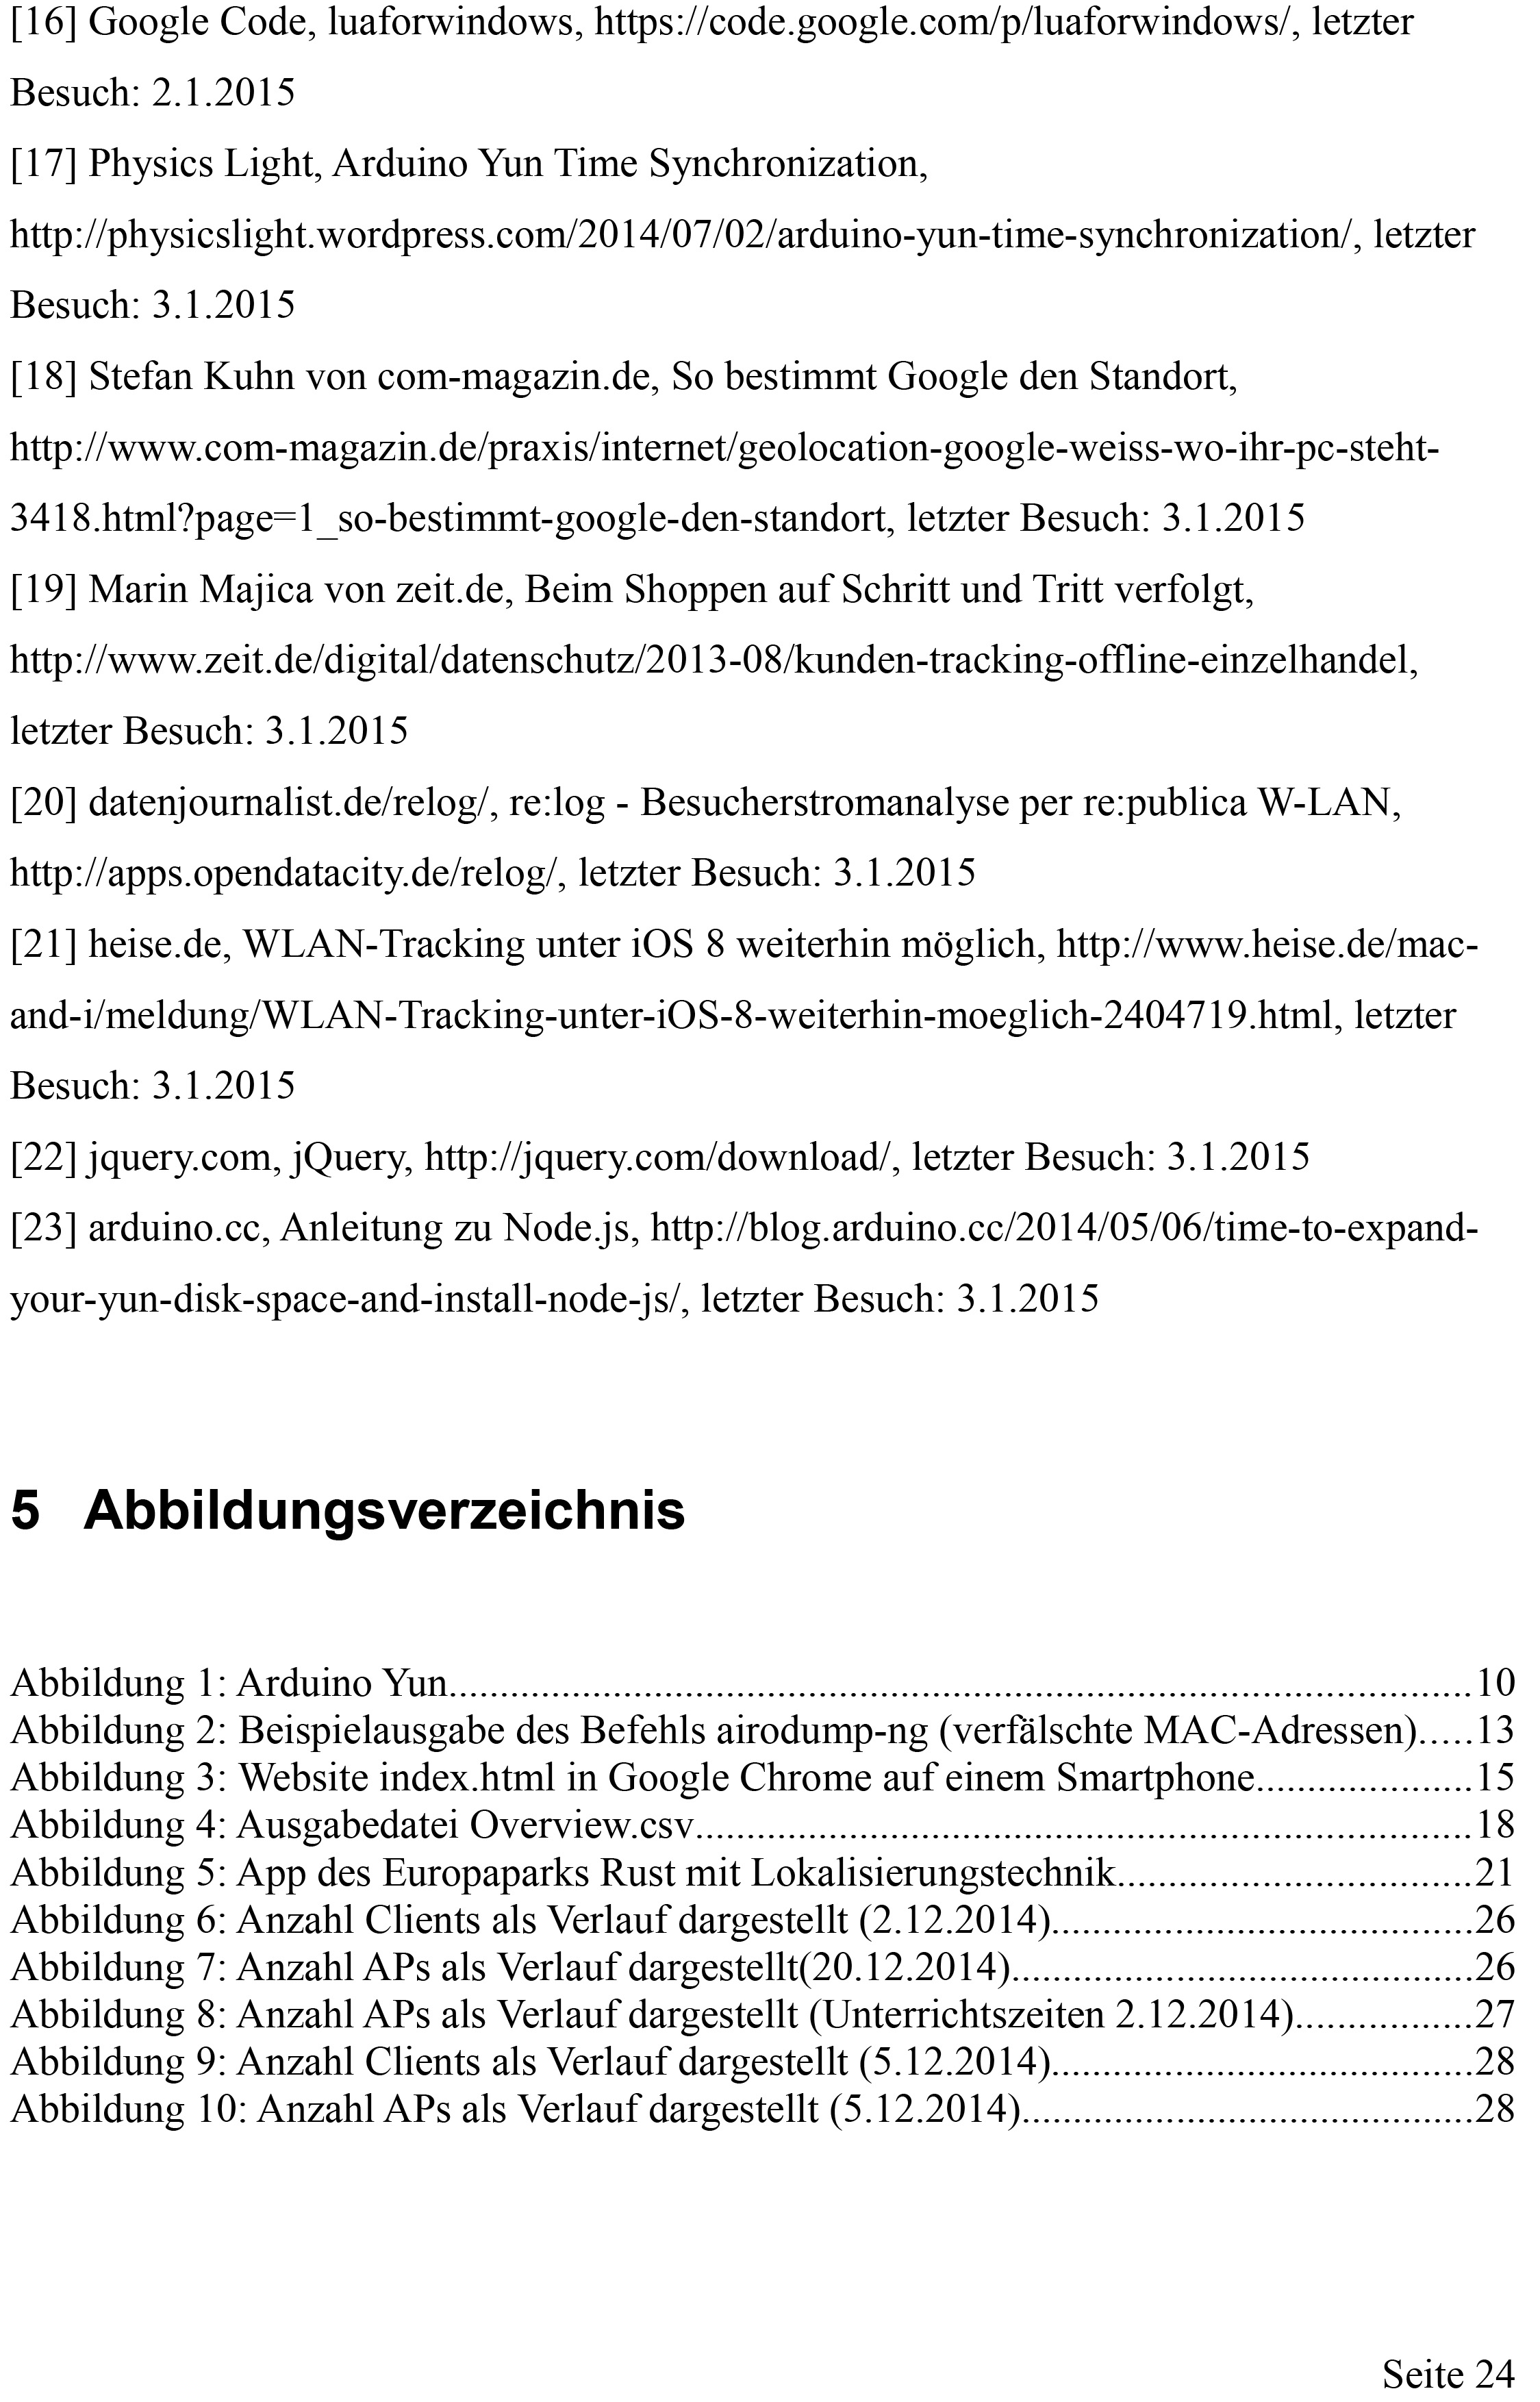 [16] Google Code, luaforwindows, https://code.google.com/p/luaforwindows/, letzter
Besuch: 2.1.2015
[17] Physics Light, Arduino Yun Time Synchronization,
http://physicslight.wordpress.com/2014/07/02/arduino-yun-time-synchronization/, letzter
Besuch: 3.1.2015
[18] Stefan Kuhn von com-magazin.de, So bestimmt Google den Standort,
http://www.com-magazin.de/praxis/internet/geolocation-google-weiss-wo-ihr-pc-steht-
3418.html?page=1_so-bestimmt-google-den-standort, letzter Besuch: 3.1.2015
[19] Marin Majica von zeit.de, Beim Shoppen auf Schritt und Tritt verfolgt,
http://www.zeit.de/digital/datenschutz/2013-08/kunden-tracking-offline-einzelhandel,
letzter Besuch: 3.1.2015
[20] datenjournalist.de/relog/, re:log - Besucherstromanalyse per re:publica W-LAN,
http://apps.opendatacity.de/relog/, letzter Besuch: 3.1.2015
[21] heise.de, WLAN-Tracking unter iOS 8 weiterhin möglich, http://www.heise.de/mac-
and-i/meldung/WLAN-Tracking-unter-iOS-8-weiterhin-moeglich-2404719.html, letzter
Besuch: 3.1.2015
[22] jquery.com, jQuery, http://jquery.com/download/, letzter Besuch: 3.1.2015
[23] arduino.cc, Anleitung zu Node.js, http://blog.arduino.cc/2014/05/06/time-to-expand-
your-yun-disk-space-and-install-node-js/, letzter Besuch: 3.1.2015
5 Abbildungsverzeichnis
Abbildung 1: Arduino Yun....................................................................................................10
Abbildung 2: Beispielausgabe des Befehls airodump-ng (verfälschte MAC-Adressen).....13
Abbildung 3: Website index.html in Google Chrome auf einem Smartphone.....................15
Abbildung 4: Ausgabedatei Overview.csv............................................................................18
Abbildung 5: App des Europaparks Rust mit Lokalisierungstechnik...................................21
Abbildung 6: Anzahl Clients als Verlauf dargestellt (2.12.2014).........................................26
Abbildung 7: Anzahl APs als Verlauf dargestellt(20.12.2014).............................................26
Abbildung 8: Anzahl APs als Verlauf dargestellt (Unterrichtszeiten 2.12.2014).................27
Abbildung 9: Anzahl Clients als Verlauf dargestellt (5.12.2014).........................................28
Abbildung 10: Anzahl APs als Verlauf dargestellt (5.12.2014)............................................28
Seite 24